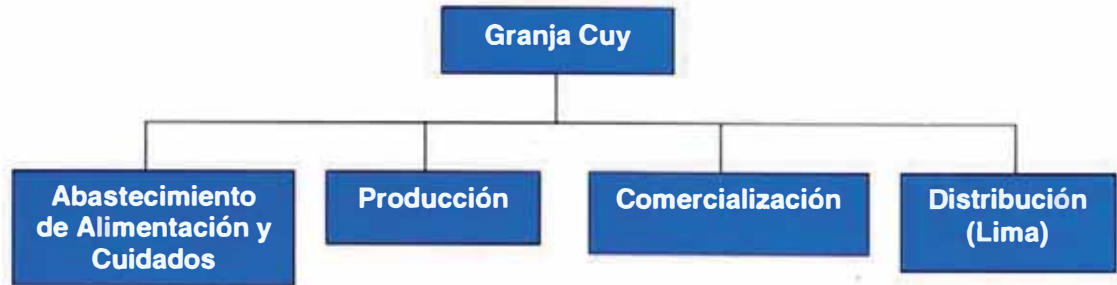 Granja Cuy
Abastecimiento
de Alimentación y
Cuidados
Producción
Comercialización
Distribución
(Lima)